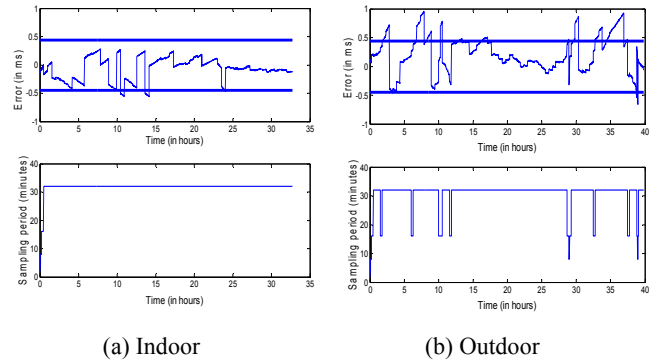 1
0.5
0
-0.5
-1
Error (in ms)
0 5 10 15 20 25 30 35
Time (in hours)
40
30
20
10
0
Sampling period (minutes)
0 5 10 15 20 25 30 35
Time (in hours)
(a) Indoor
1
0.5
0
-0.5
-1
Error (in ms)
0 5 10 15 20 25 30 35 40
Time (in hours)
40
30
20
10
0
Sampling period (minutes)
0 5 10 15 20 25 30 35 40
Time (in hours)
(b) Outdoor